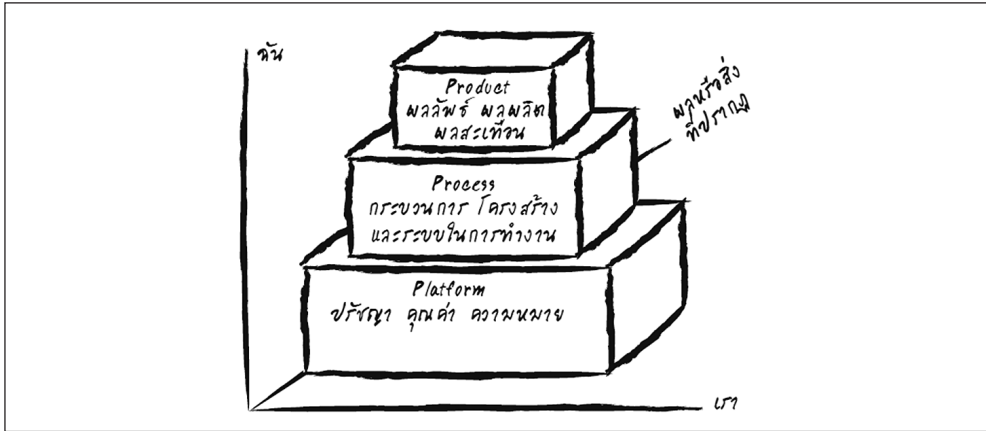 ฉัน
Product
ผลลัพธ์ ผลผลิต
ผลสะเทือน
ผลหรือสิ่ง
ที่ปรากฏ
Process
กระบวนการ โครงสร้าง
และระบบในการทำงาน
Platform
ปรัชญา คุณค่า ความหมาย
เรา